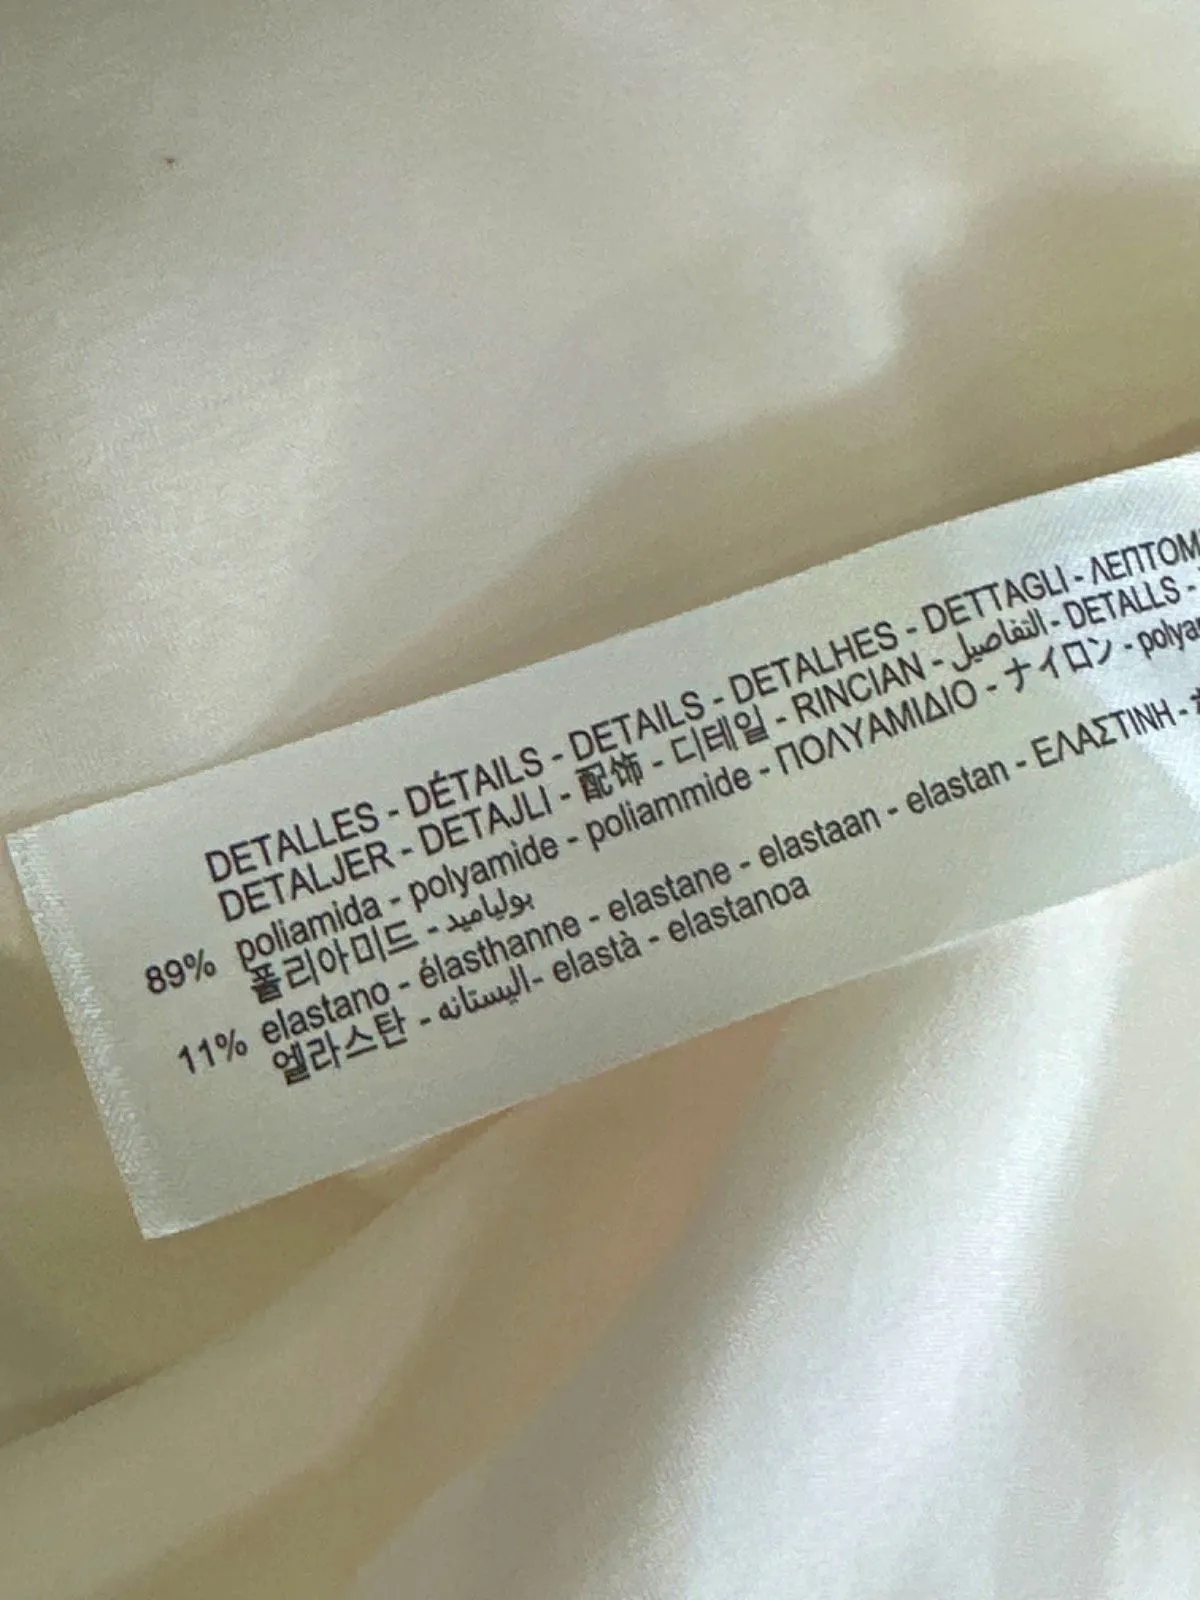 DETALLES - DÉTAILS - DETAILS - DETALHES - DETTAGLI - ΛΕΠΤΟΜ
DETALJER - DETAJLI - 配饰 - 디테일 - RINCIAN - التفاصيل - DETALLS -
89% poliamida - polyamide - poliammide - ΠΟΛΥΑΜΙΔΙΟ - ナイロン - polya
폴리아미드 - بولياميد
11% elastano - élasthanne - elastane - elastaan - elastan - ΕΛΑΣΤΙΝΗ -
엘라스탄 - اليستانه - elastà - elastanoa